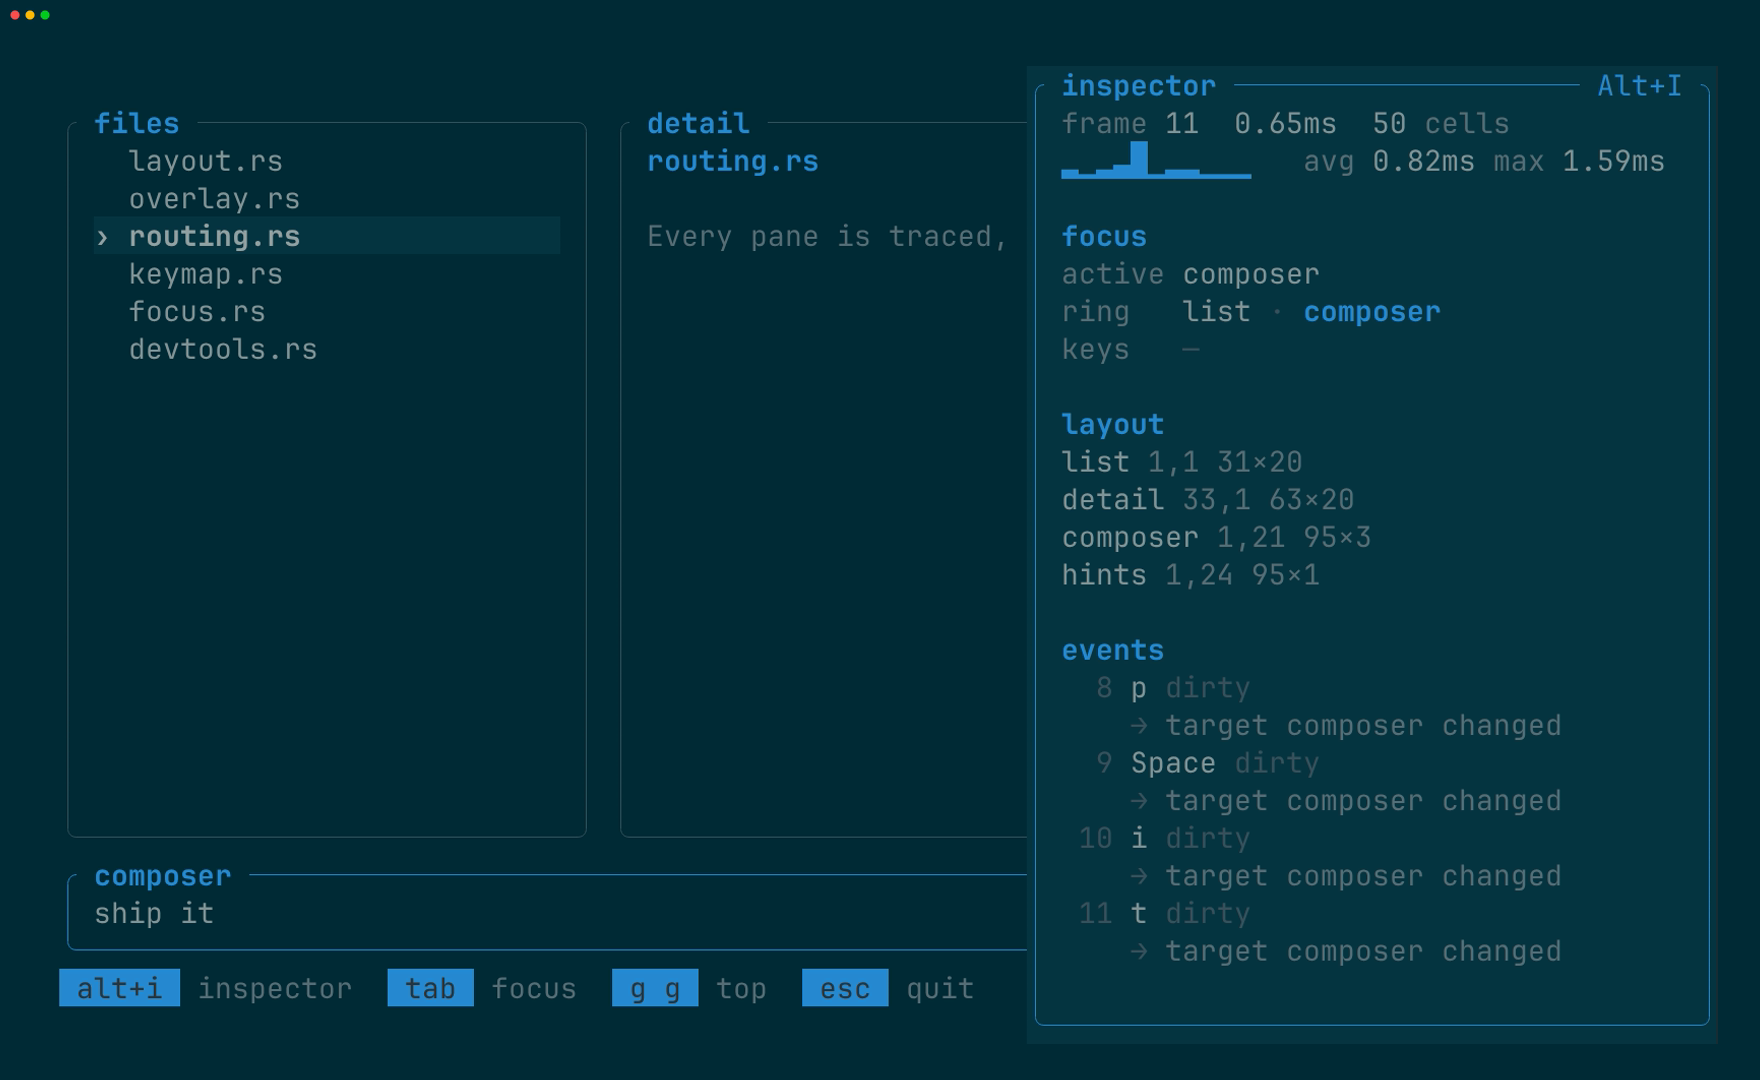 files
layout.rs
overlay.rs
› routing.rs
keymap.rs
focus.rs
devtools.rs
detail
routing.rs
Every pane is traced,
inspector Alt+I
frame 11 0.65ms 50 cells
avg 0.82ms max 1.59ms
focus
active composer
ring list · composer
keys —
layout
list 1,1 31×20
detail 33,1 63×20
composer 1,21 95×3
hints 1,24 95×1
events
8 p dirty
→ target composer changed
9 Space dirty
→ target composer changed
10 i dirty
→ target composer changed
11 t dirty
→ target composer changed
composer
ship it
alt+i inspector tab focus g g top esc quit